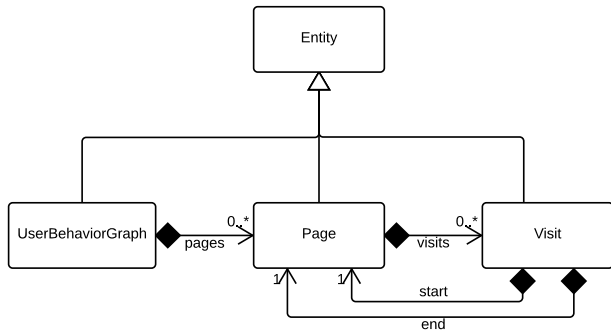 Entity
UserBehaviorGraph
pages
0..*
Page
visits
0..*
Visit
1
1
start
end